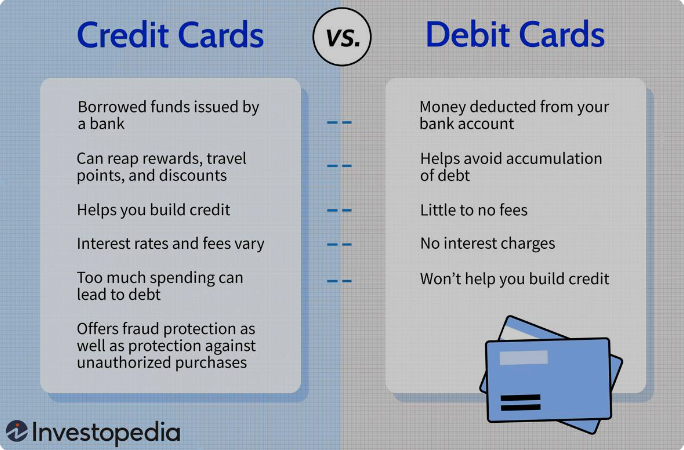 Credit Cards
vs.
Debit Cards
Borrowed funds issued by
a bank
Can reap rewards, travel
points, and discounts
Helps you build credit
Interest rates and fees vary
Too much spending can
lead to debt
Offers fraud protection as
well as protection against
unauthorized purchases
Money deducted from your
bank account
Helps avoid accumulation
of debt
Little to no fees
No interest charges
Won’t help you build credit
Investopedia